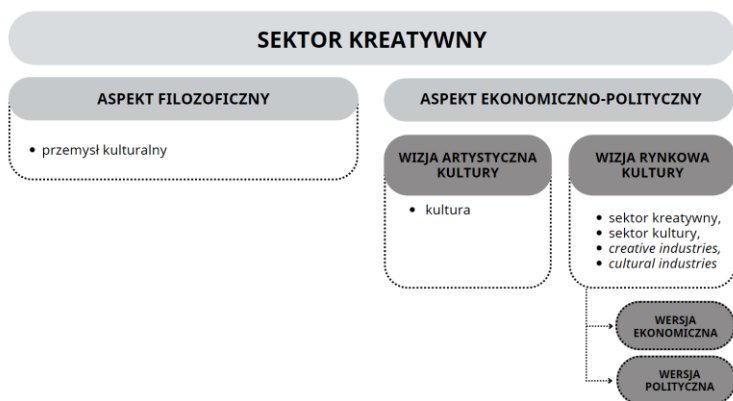 SEKTOR KREATYWNY
ASPEKT FILOZOFICZNY
• przemysł kulturalny
ASPEKT EKONOMICZNO-POLITYCZNY
WIZJA ARTYSTYCZNA
KULTURY
• kultura
WIZJA RYNKOWA
KULTURY
• sektor kreatywny,
• sektor kultury,
• creative industries,
• cultural industries
WERSJA
EKONOMICZNA
WERSJA
POLITYCZNA